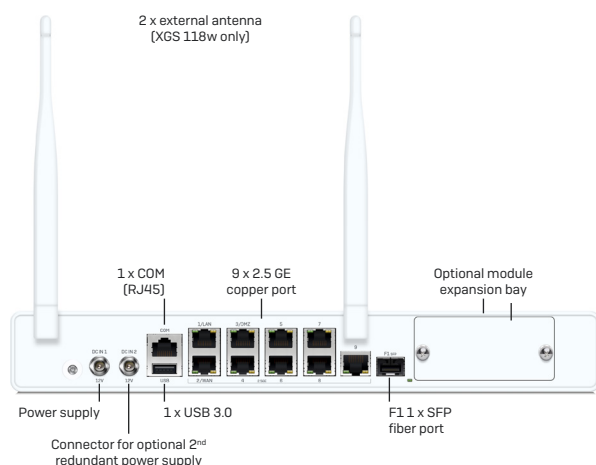 2 x external antenna
(XGS 118w only)
1 x COM
(RJ45)
9 x 2.5 GE
copper port
Optional module
expansion bay
COM
1/LAN
3/DMZ
5
7
9
F1 SFP
DC IN 1
DC IN 2
12V
12V
USB
2/WAN
4
6
8
Power supply
1 x USB 3.0
F1 1 x SFP
fiber port
Connector for optional 2nd
redundant power supply